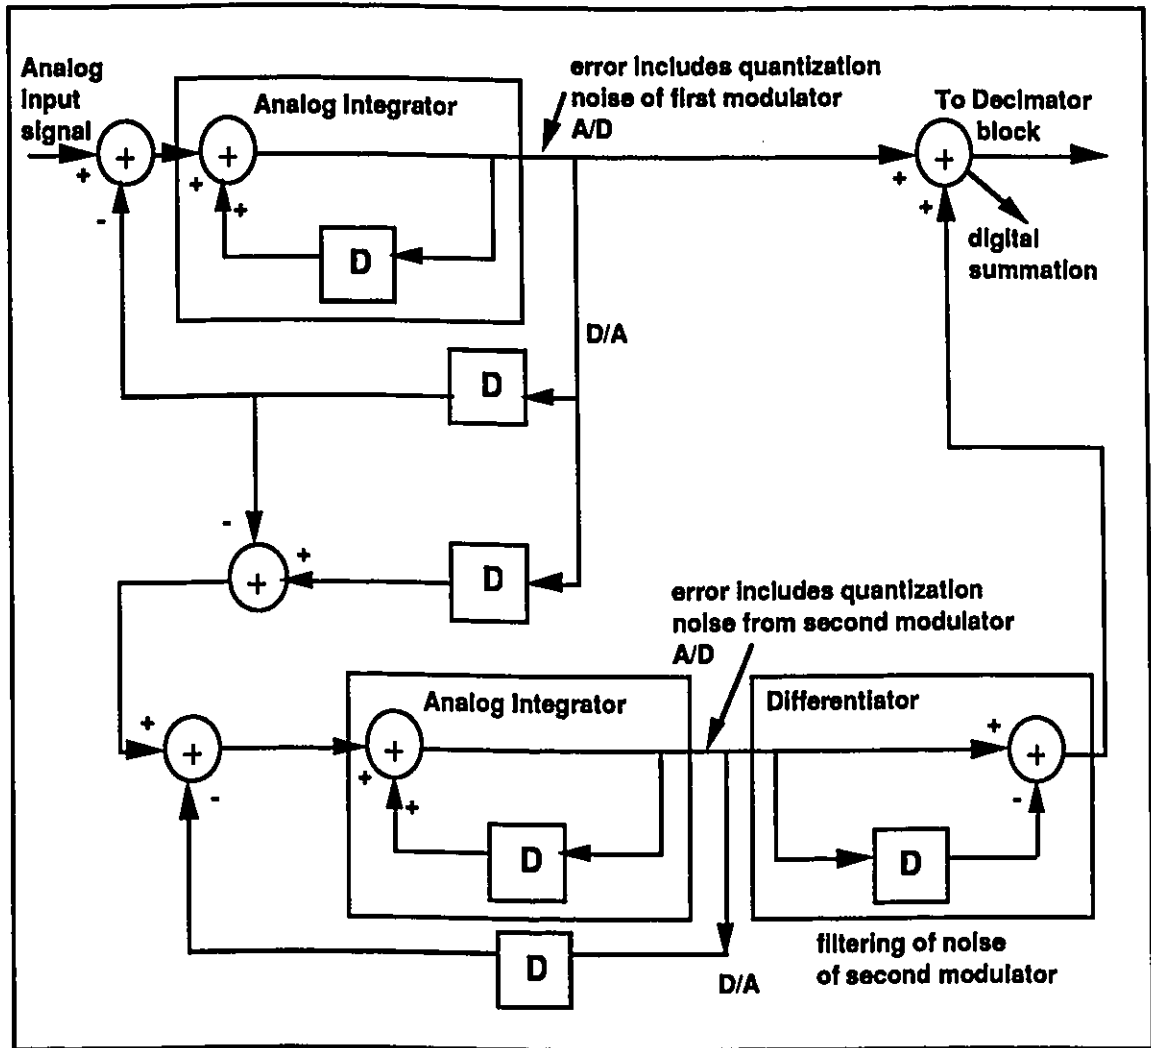 Analog
Input
signal
Analog Integrator
error includes quantization
noise of first modulator
A/D
To Decimator
block
+
+
+
+
+
+
+
-
+
D
digital
summation
D/A
D
-
+
+
D
error includes quantization
noise from second modulator
A/D
Analog Integrator
Differentiator
+
+
+
+
+
+
+
-
-
D
D
D
D/A
filtering of noise
of second modulator